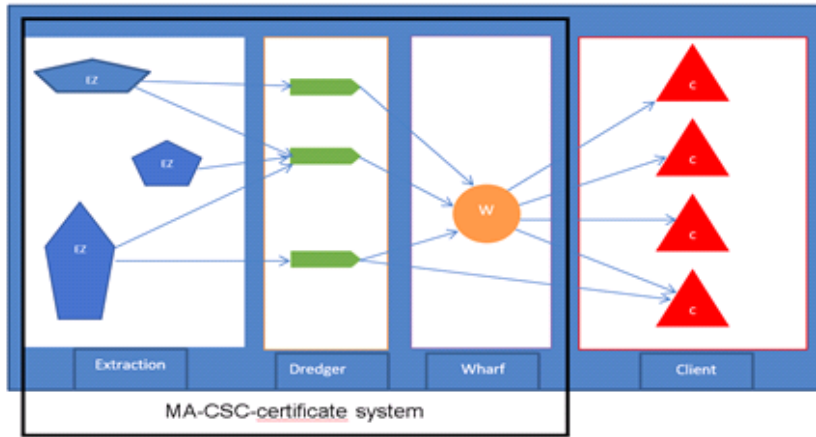 EZ
C
EZ
C
W
EZ
C
C
Extraction
Dredger
Wharf
Client
MA-CSC-certificate system